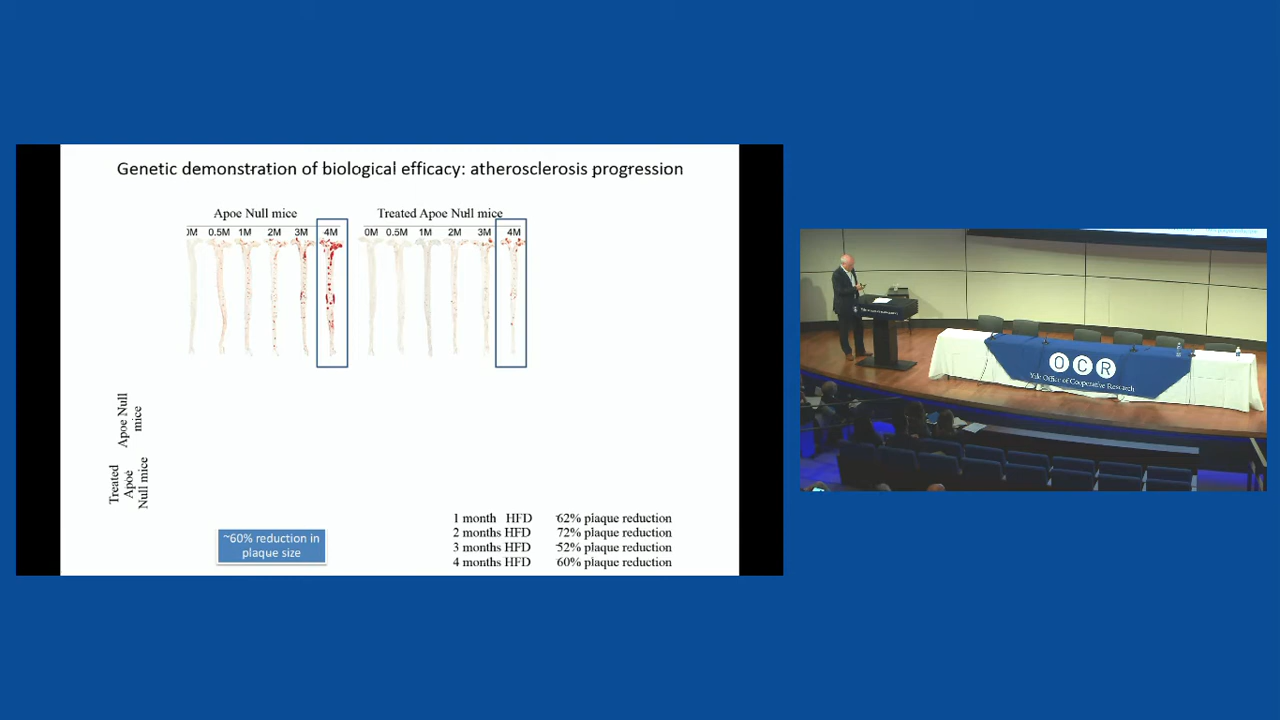 Genetic demonstration of biological efficacy: atherosclerosis progression
Apoe Null mice
Treated Apoe Null mice
0M 0.5M 1M 2M 3M 4M
0M 0.5M 1M 2M 3M 4M
Apoe Null
mice
Treated
Apoe
Null mice
~60% reduction in
plaque size
1 month HFD 62% plaque reduction
2 months HFD 72% plaque reduction
3 months HFD 52% plaque reduction
4 months HFD 60% plaque reduction
OCR
Yale Office of Cooperative Research